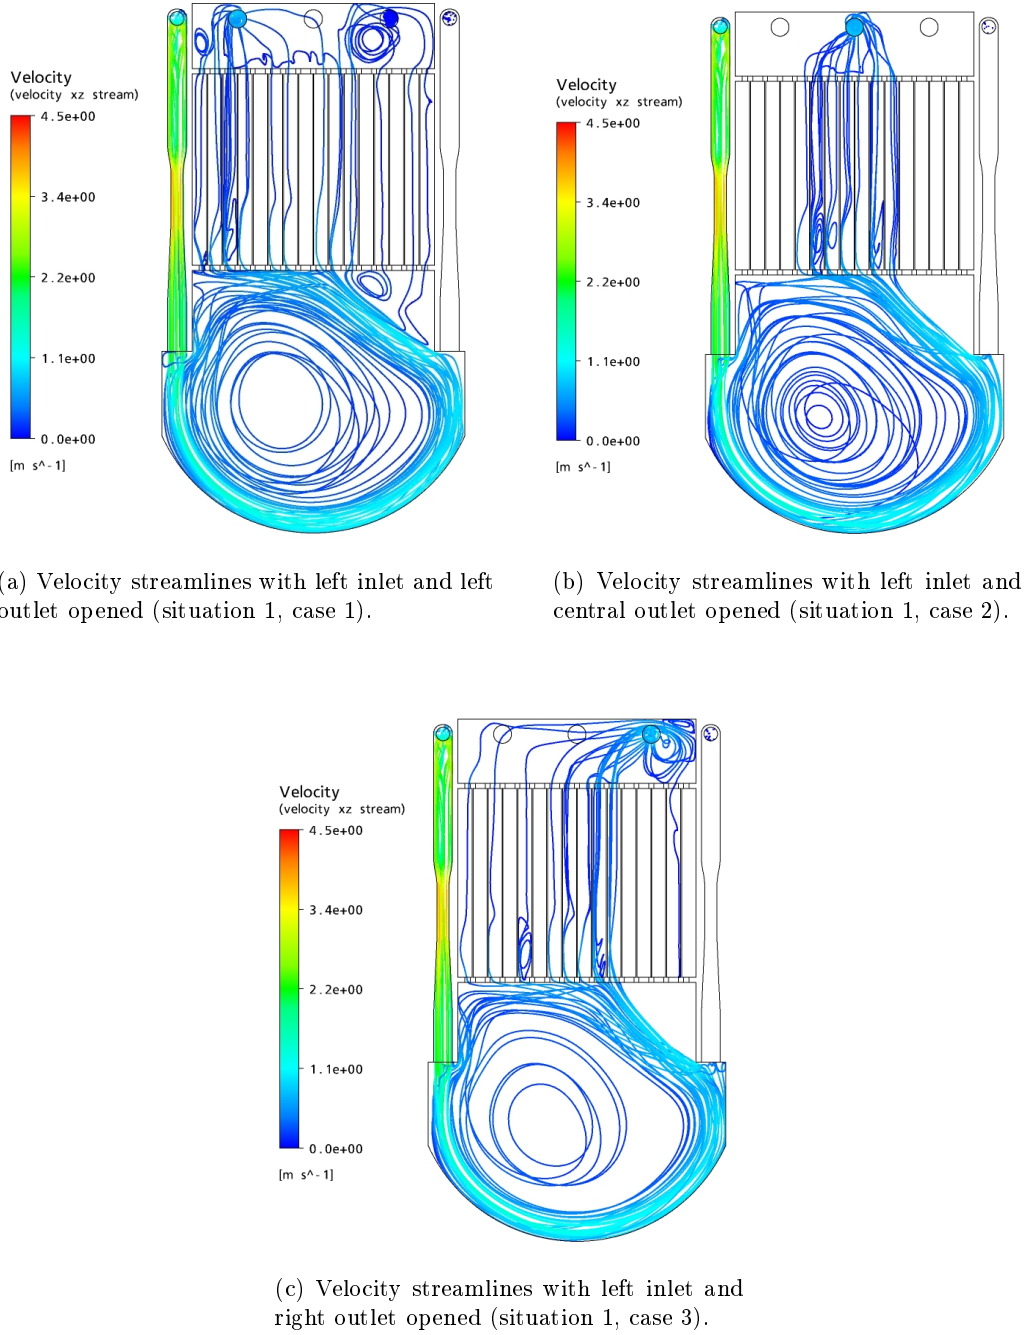 Velocity
(velocity xz stream)
4.5e+00
3.4e+00
2.2e+00
1.1e+00
0.0e+00
[m s^-1]
Velocity
(velocity xz stream)
4.5e+00
3.4e+00
2.2e+00
1.1e+00
0.0e+00
[m s^-1]
(a) Velocity streamlines with left inlet and left
outlet opened (situation 1, case 1).
(b) Velocity streamlines with left inlet and
central outlet opened (situation 1, case 2).
Velocity
(velocity xz stream)
4.5e+00
3.4e+00
2.2e+00
1.1e+00
0.0e+00
[m s^-1]
(c) Velocity streamlines with left inlet and
right outlet opened (situation 1, case 3).